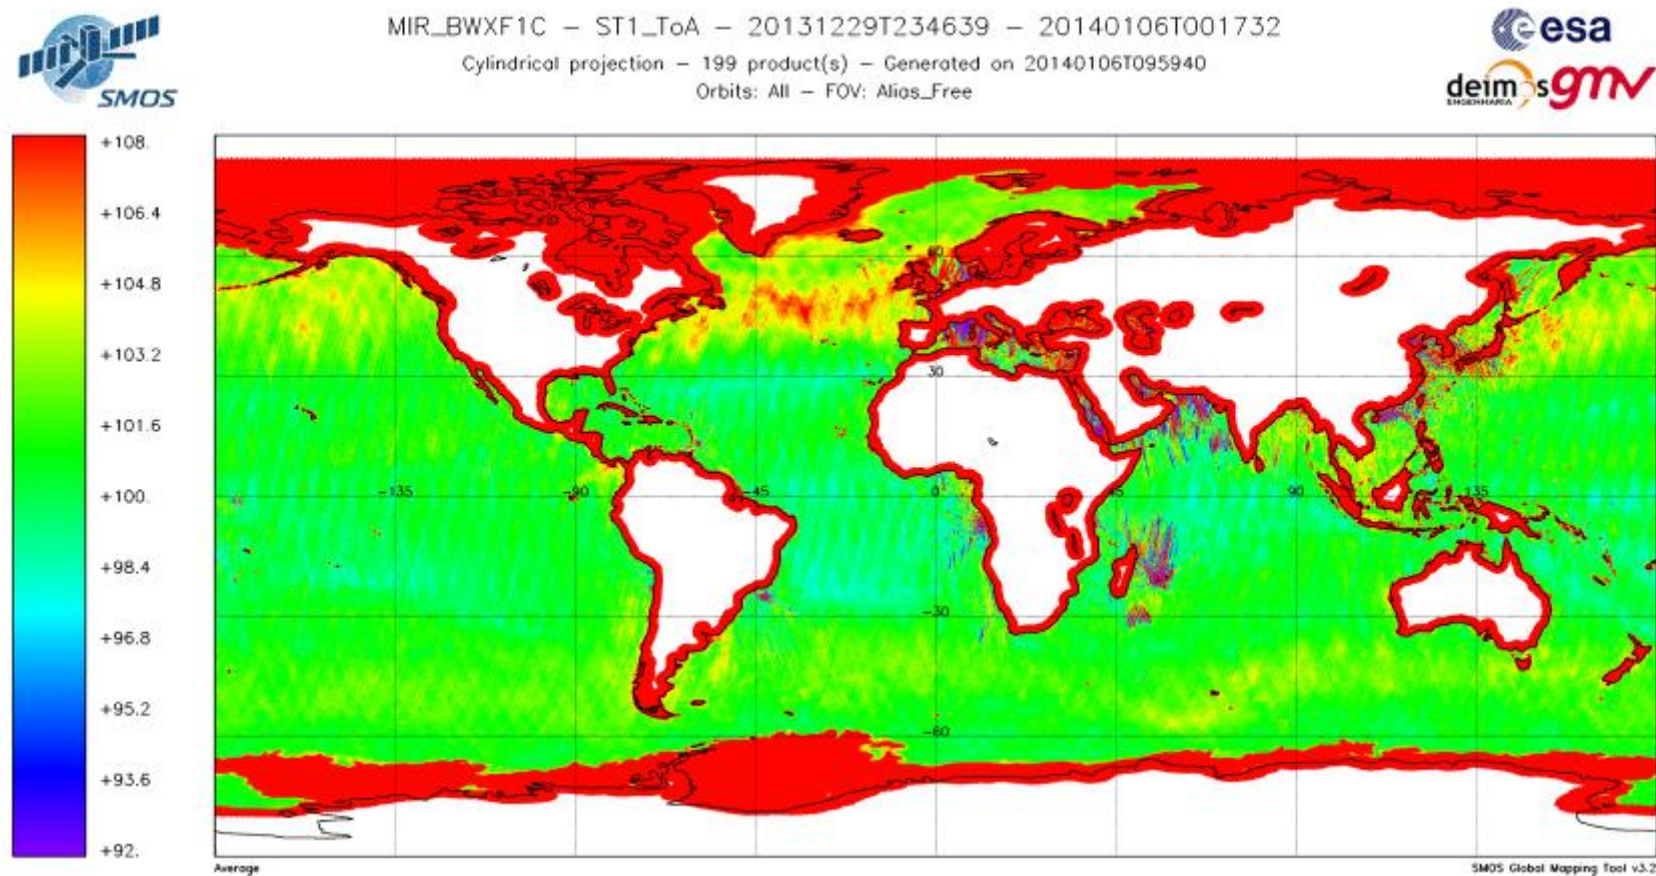 MIR_BWXF1C – ST1_ToA – 20131229T234639 – 20140106T001732
Cylindrical projection – 199 product(s) – Generated on 20140106T095940
Orbits: All – FOV: Alias_Free
SMOS
esa
deimos
ENGENHARIA
gmv
+108.
+106.4
+104.8
+103.2
+101.6
+100.
+98.4
+96.8
+95.2
+93.6
+92.
60
30
-135
-90
-45
0
45
90
135
-30
-60
Average
SMOS Global Mapping Tool v3.2